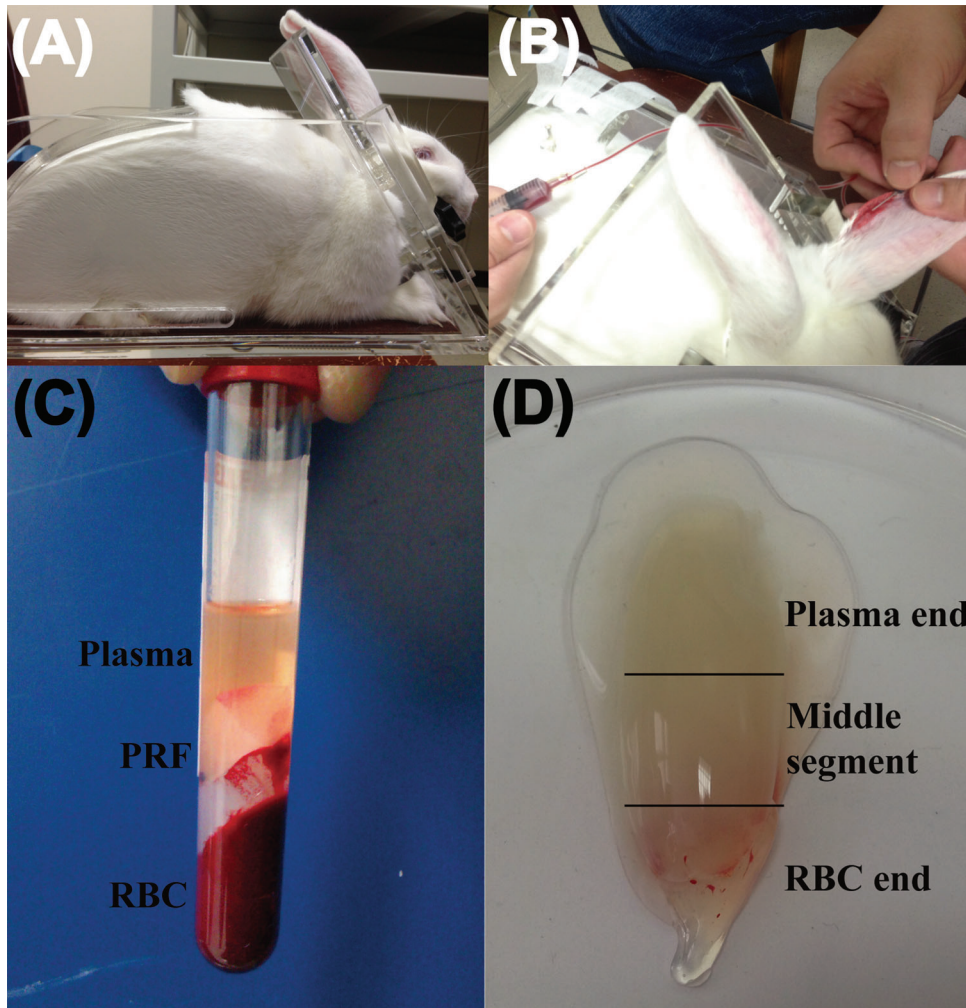 (A)
(B)
(C)
Plasma
PRF
RBC
(D)
Plasma end
Middle
segment
RBC end